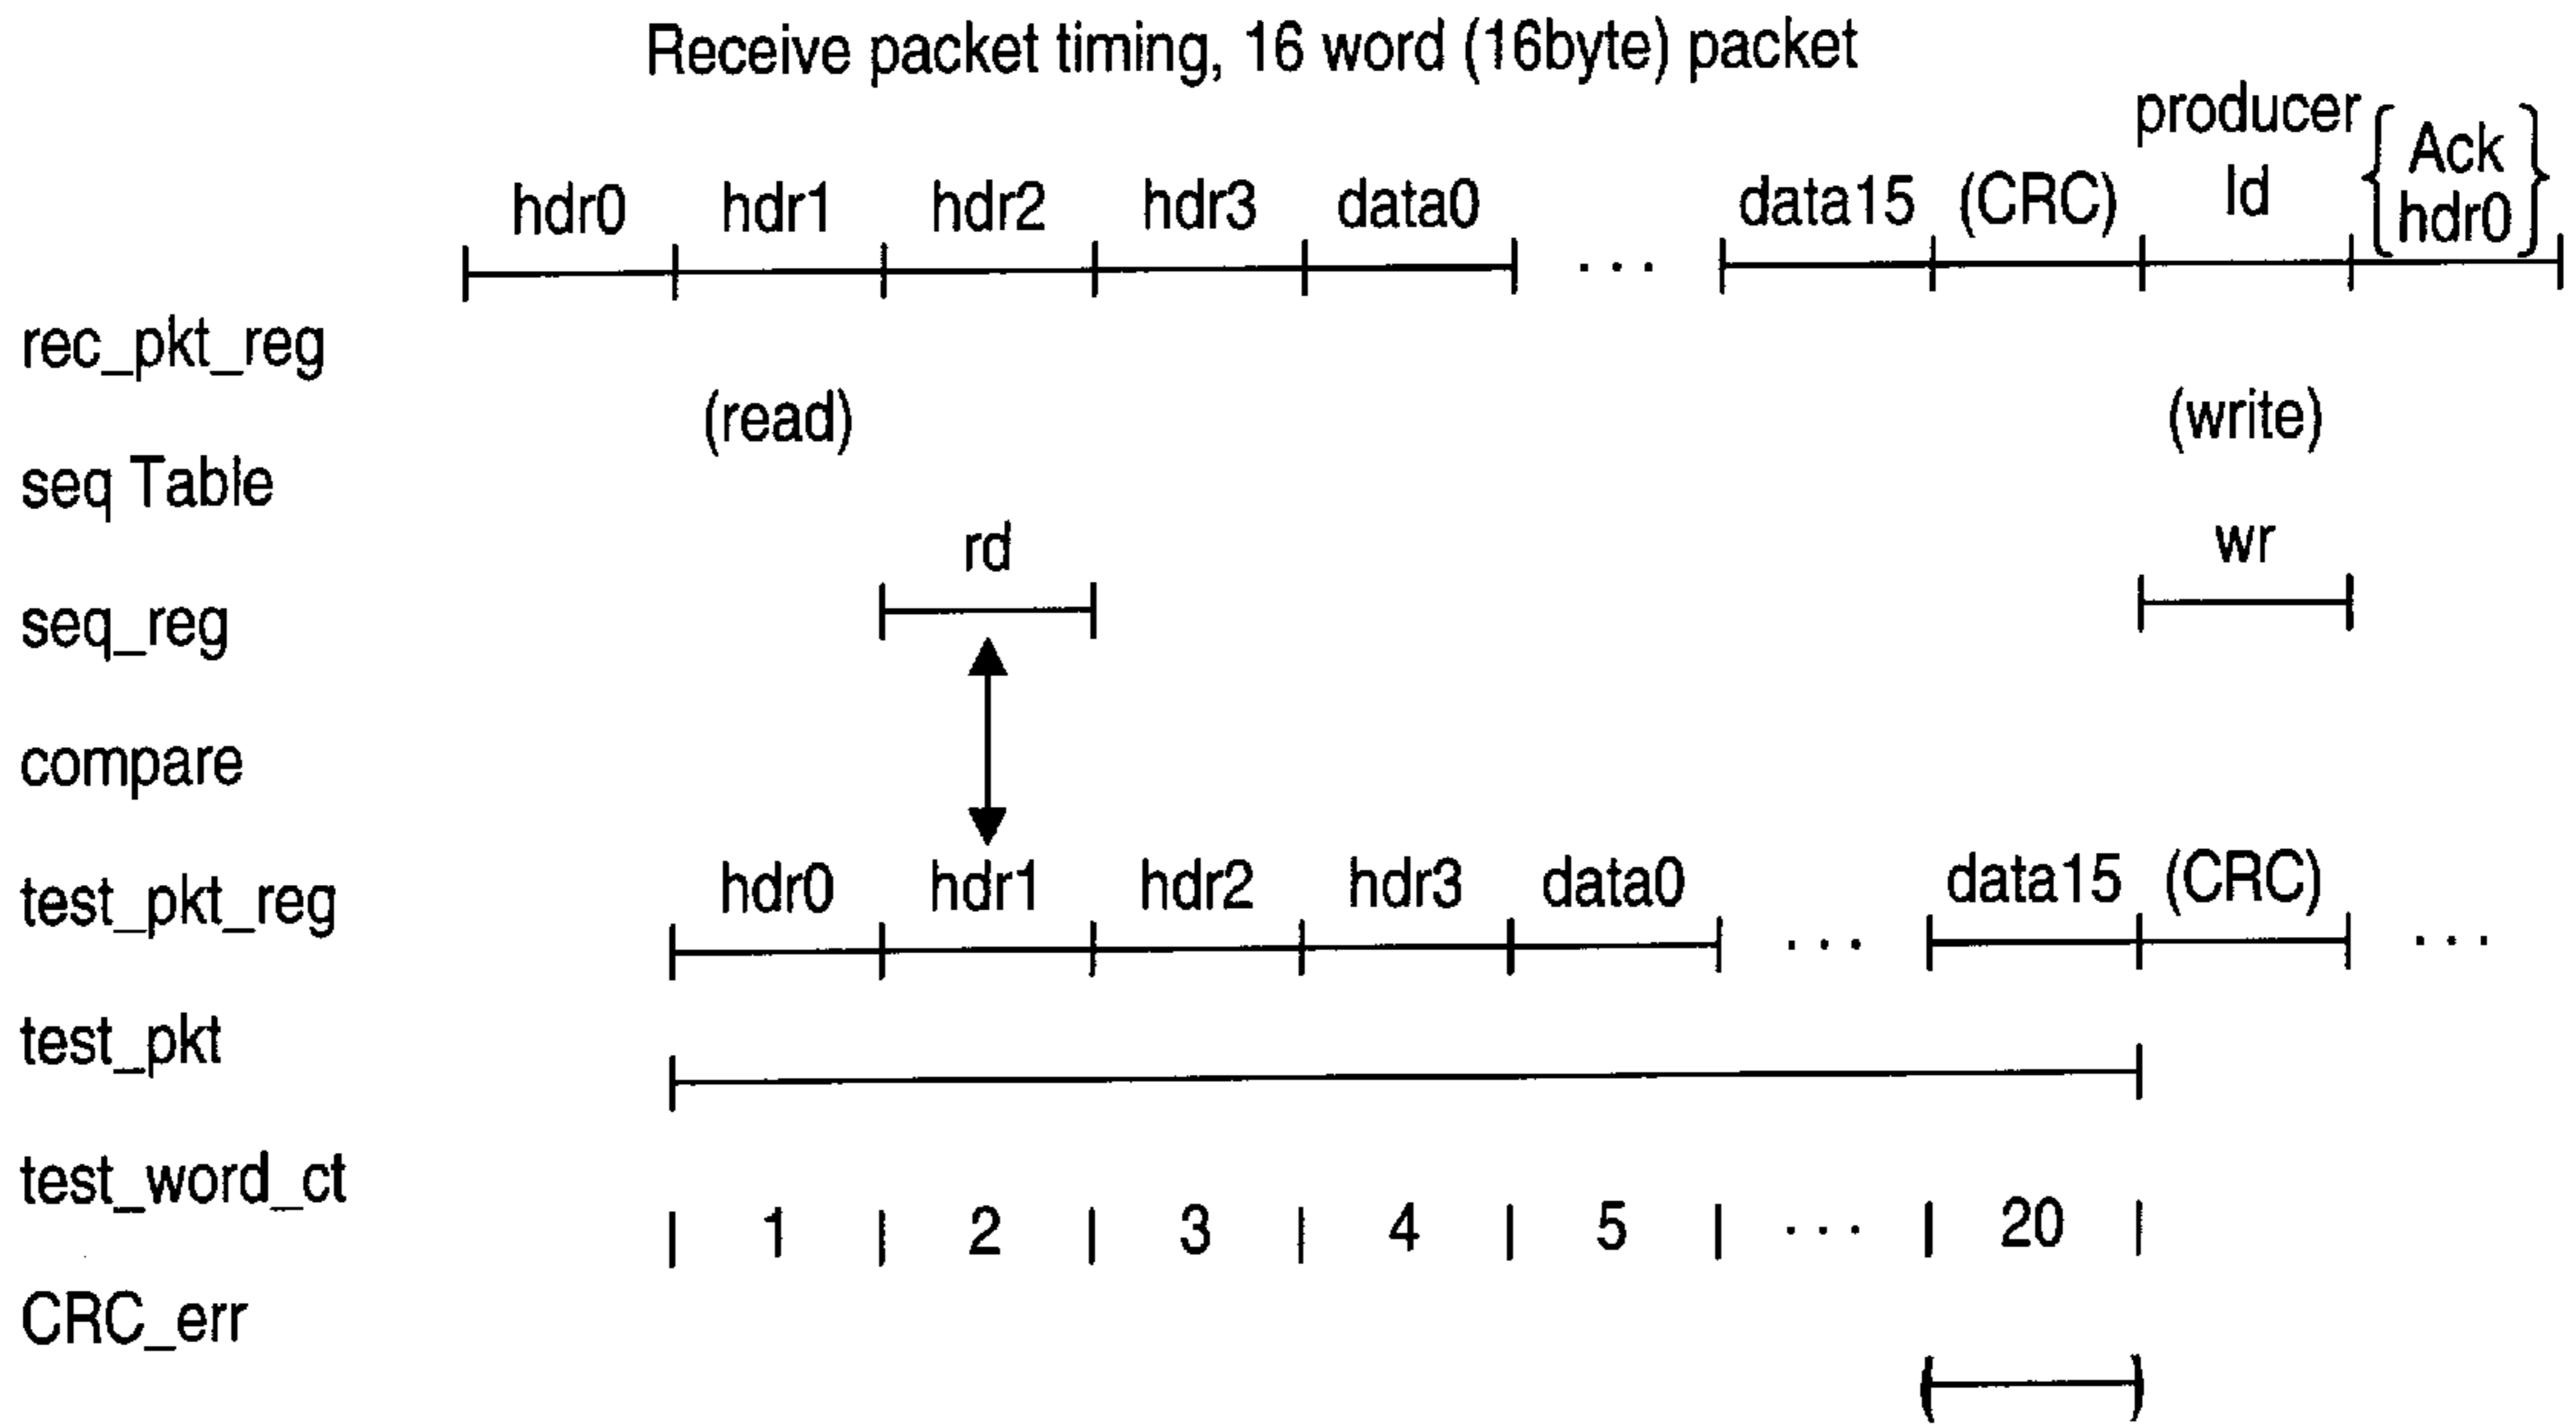 Receive packet timing, 16 word (16byte) packet
producer
Id
{ Ack hdr0 }
hdr0 hdr1 hdr2 hdr3 data0 ... data15 (CRC)
rec_pkt_reg
(read) (write)
seq Table
rd wr
seq_reg
compare
test_pkt_reg hdr0 hdr1 hdr2 hdr3 data0 ... data15 (CRC) ...
test_pkt
test_word_ct
1 2 3 4 5 ... 20
CRC_err